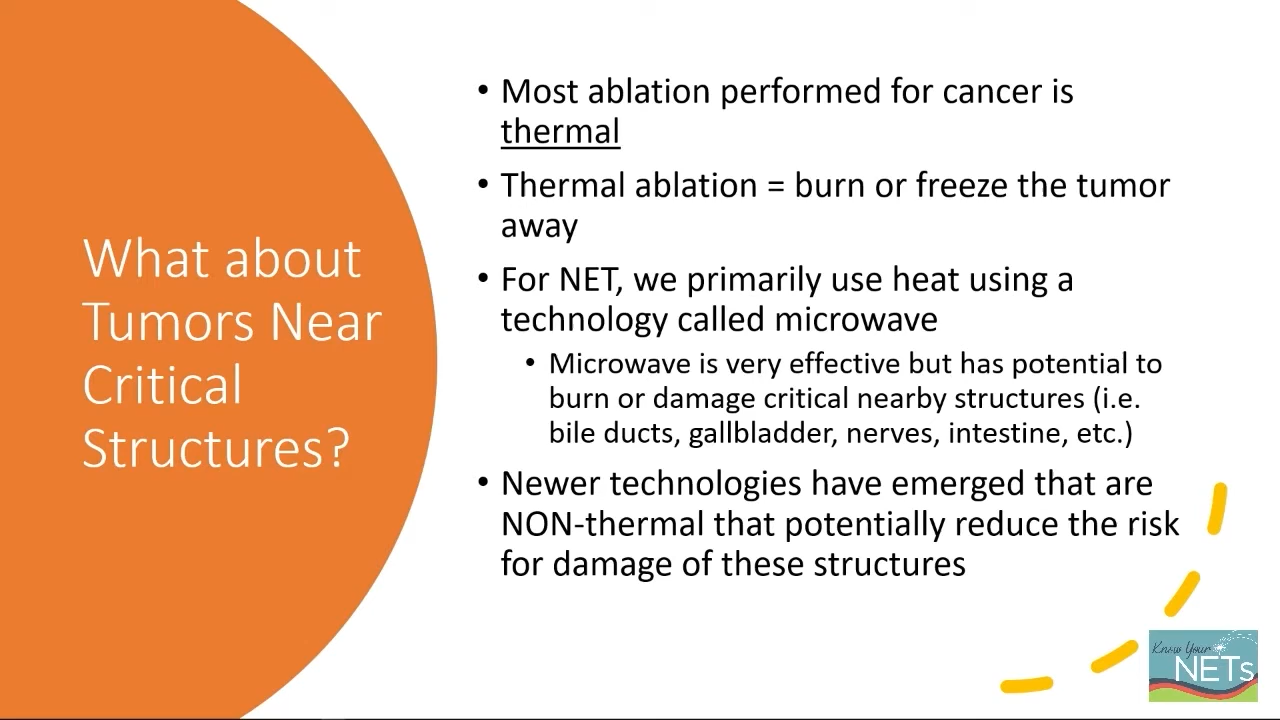 What about
Tumors Near
Critical
Structures?
• Most ablation performed for cancer is
thermal
• Thermal ablation = burn or freeze the tumor
away
• For NET, we primarily use heat using a
technology called microwave
• Microwave is very effective but has potential to
burn or damage critical nearby structures (i.e.
bile ducts, gallbladder, nerves, intestine, etc.)
• Newer technologies have emerged that are
NON-thermal that potentially reduce the risk
for damage of these structures
Know Your
NETs